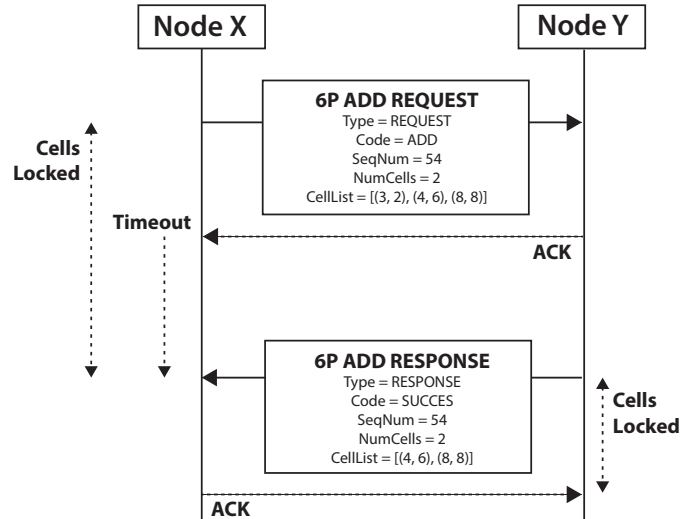 Node X
Node Y
6P ADD REQUEST
Type = REQUEST
Code = ADD
SeqNum = 54
NumCells = 2
CellList = [(3, 2), (4, 6), (8, 8)]
Cells
Locked
Timeout
ACK
6P ADD RESPONSE
Type = RESPONSE
Code = SUCCES
SeqNum = 54
NumCells = 2
CellList = [(4, 6), (8, 8)]
Cells
Locked
ACK